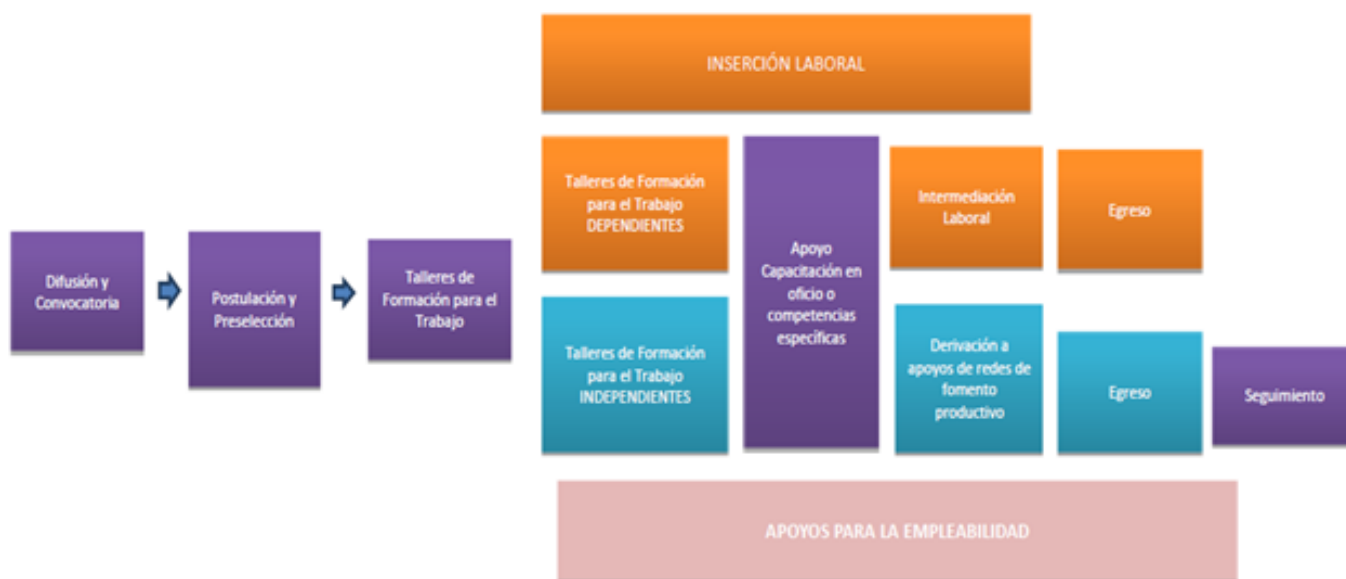 INSERCIÓN LABORAL
Difusión y
Convocatoria
Postulación y
Preselección
Talleres de
Formación para el
Trabajo
Talleres de Formación
para el Trabajo
DEPENDIENTES
Talleres de Formación
para el Trabajo
INDEPENDIENTES
Apoyo
Capacitación en
oficio o
competencias
específicas
Intermediación
Laboral
Egreso
Derivación a
apoyos de redes de
fomento
productivo
Egreso
Seguimiento
APOYOS PARA LA EMPLEABILIDAD